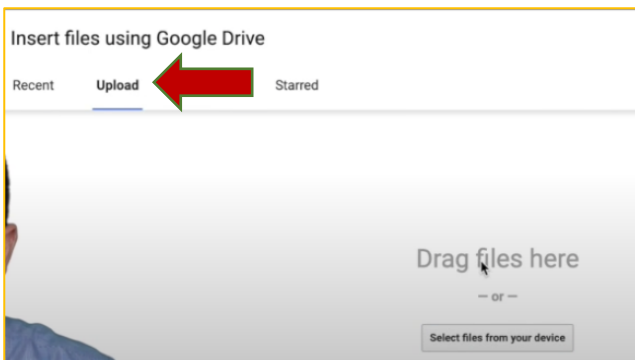 Insert files using Google Drive
Recent Upload Starred
Drag files here
— or —
Select files from your device